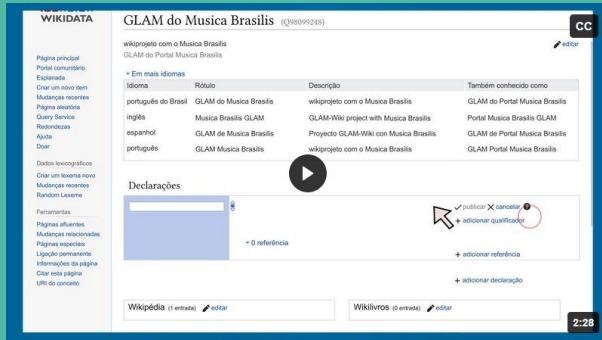 WIKIDATA
GLAM do Musica Brasilis (Q98099248)
CC
wikiprojeto com o Musica Brasilis
editar
GLAM do Portal Musica Brasilis
Página principal
Portal comunitário
Esplanada
Criar um novo item
Mudanças recentes
Página aleatória
Query Service
Redondezas
Ajuda
Doar
Dados lexicográficos
Criar um lexema novo
Mudanças recentes
Random Lexeme
Ferramentas
Páginas afluentes
Mudanças relacionadas
Páginas especiais
Ligação permanente
Informações da página
Citar esta página
URI do conceito
Em mais idiomas
Idioma Rótulo Descrição Também conhecido como
português do Brasil GLAM do Musica Brasilis wikiprojeto com o Musica Brasilis GLAM do Portal Musica Brasilis
inglês Musica Brasilis GLAM GLAM-Wiki project with Musica Brasilis Portal Musica Brasilis GLAM
espanhol GLAM de Musica Brasilis Proyecto GLAM-Wiki con Musica Brasilis GLAM de Portal Musica Brasilis
português GLAM Musica Brasilis wikiprojeto com o Musica Brasilis GLAM Portal Musica Brasilis
Declarações
publicar cancelar ?
+ adicionar qualificador
0 referência
+ adicionar referência
+ adicionar declaração
Wikipédia (1 entrada) editar
Wikilivros (0 entrada) editar
2:28